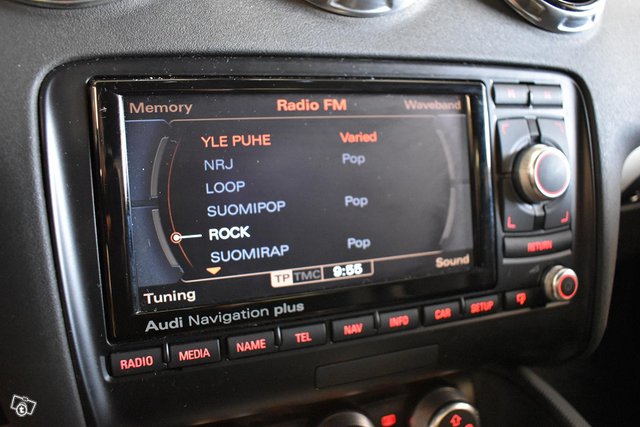 Memory Radio FM Waveband
YLE PUHE Varied
NRJ Pop
LOOP
SUOMIPOP Pop
ROCK
SUOMIRAP Pop
TP TMC 9:55
Tuning Sound
Audi Navigation plus
RETURN
RADIO MEDIA NAME TEL NAV INFO CAR SETUP